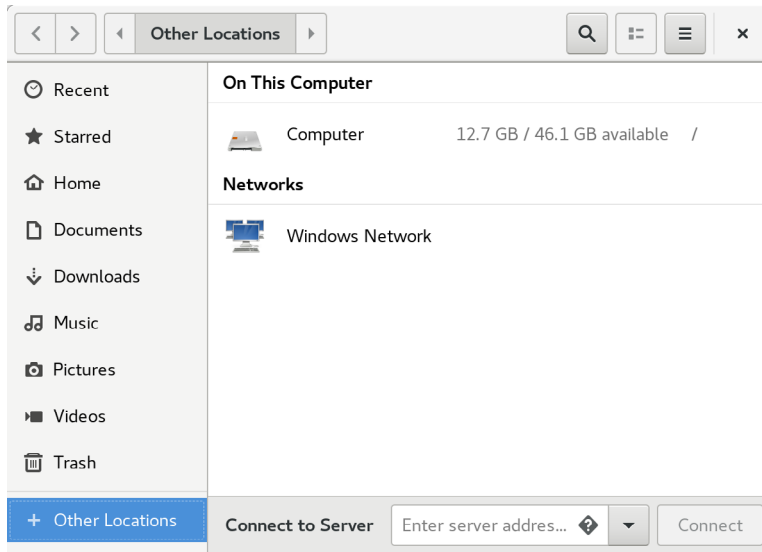 Other Locations
Recent
Starred
Home
Documents
Downloads
Music
Pictures
Videos
Trash
+ Other Locations
On This Computer
Computer 12.7 GB / 46.1 GB available /
Networks
Windows Network
Connect to Server Enter server addres... Connect